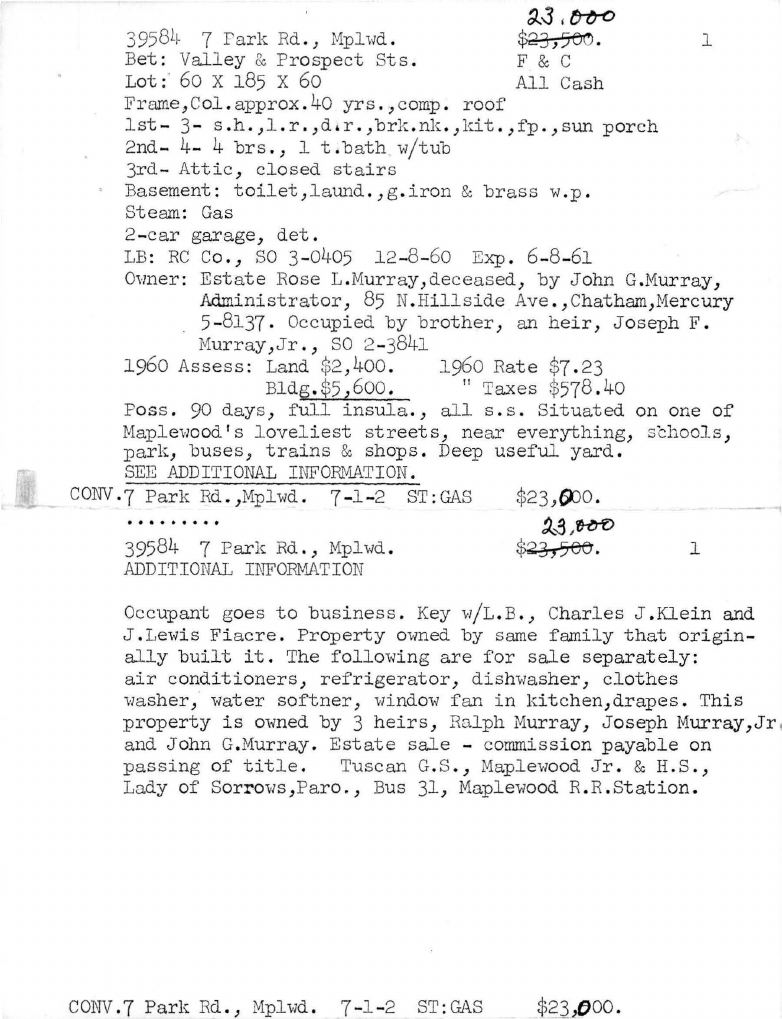 23,000
39584 7 Park Rd., Mplwd. $23,500. 1
Bet: Valley & Prospect Sts. F & C
Lot: 60 X 185 X 60 All Cash
Frame,Col.approx.40 yrs.,comp. roof
1st- 3- s.h.,l.r.,d.r.,brk.nk.,kit.,fp.,sun porch
2nd- 4- 4 brs., 1 t.bath w/tub
3rd- Attic, closed stairs
Basement: toilet,laund.,g.iron & brass w.p.
Steam: Gas
2-car garage, det.
LB: RC Co., SO 3-0405 12-8-60 Exp. 6-8-61
Owner: Estate Rose L.Murray,deceased, by John G.Murray,
Administrator, 85 N.Hillside Ave.,Chatham,Mercury
5-8137. Occupied by brother, an heir, Joseph F.
Murray,Jr., SO 2-3841
1960 Assess: Land $2,400. 1960 Rate $7.23
Bldg.$5,600. " Taxes $578.40
Poss. 90 days, full insula., all s.s. Situated on one of
Maplewood's loveliest streets, near everything, schools,
park, buses, trains & shops. Deep useful yard.
SEE ADDITIONAL INFORMATION.
CONV.7 Park Rd.,Mplwd. 7-1-2 ST:GAS $23,000.
.........
23,000
39584 7 Park Rd., Mplwd. $23,500. 1
ADDITIONAL INFORMATION
Occupant goes to business. Key w/L.B., Charles J.Klein and
J.Lewis Fiacre. Property owned by same family that origin-
ally built it. The following are for sale separately:
air conditioners, refrigerator, dishwasher, clothes
washer, water softner, window fan in kitchen,drapes. This
property is owned by 3 heirs, Ralph Murray, Joseph Murray,Jr.
and John G.Murray. Estate sale - commission payable on
passing of title. Tuscan G.S., Maplewood Jr. & H.S.,
Lady of Sorrows,Paro., Bus 31, Maplewood R.R.Station.
CONV.7 Park Rd., Mplwd. 7-1-2 ST:GAS $23,000.